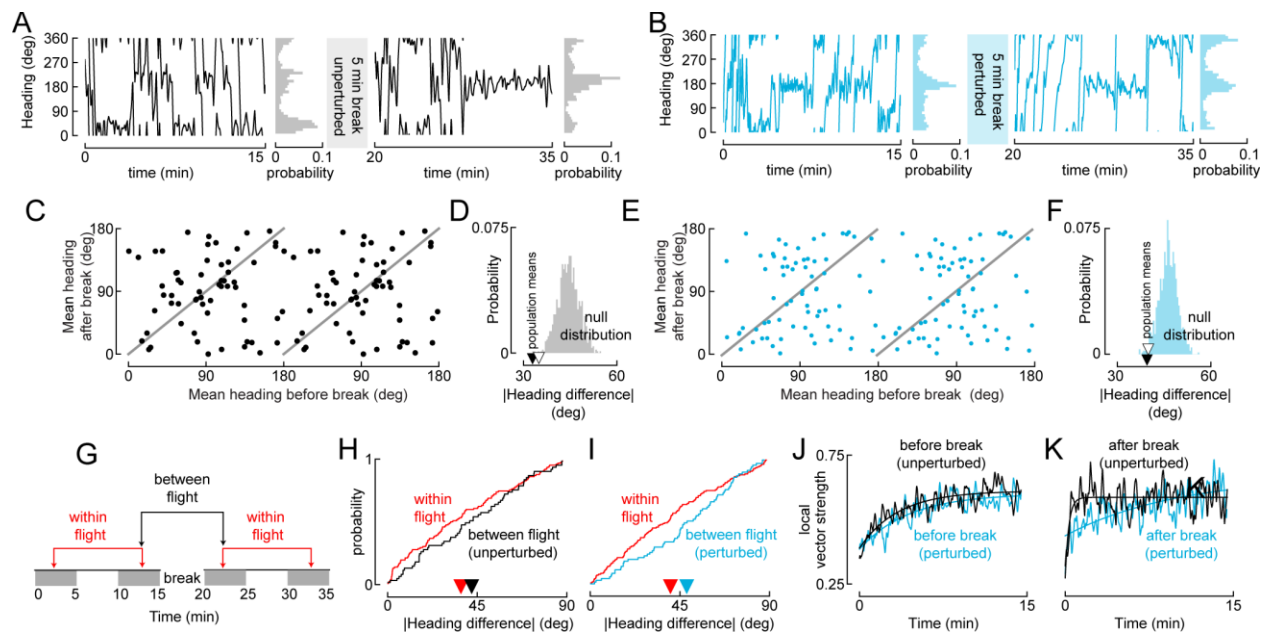 A
Heading (deg)
360
270
180
90
0
0
15
time (min)
0
0.1
probability
5 min break
unperturbed
20
35
time (min)
0
0.1
probability
B
Heading (deg)
360
270
180
90
0
0
15
time (min)
0
0.1
probability
5 min break
perturbed
20
35
time (min)
0
0.1
probability
C
Mean heading
after break (deg)
180
90
0
0
90
180
90
180
Mean heading before break (deg)
D
Probability
0.075
0
population means
null
distribution
30
60
|Heading difference|
(deg)
E
Mean heading
after break (deg)
180
90
0
0
90
180
90
180
Mean heading before break (deg)
F
Probability
0.075
0
population means
null
distribution
30
60
|Heading difference|
(deg)
G
between
flight
within
flight
within
flight
break
0
5
10
15
20
25
30
35
Time (min)
H
probability
1
0
within
flight
between flight
(unperturbed)
0
45
90
|Heading difference| (deg)
I
within
flight
between flight
(perturbed)
0
45
90
|Heading difference| (deg)
J
local
vector strength
0.75
0.25
before break
(unperturbed)
before break
(perturbed)
0
15
Time (min)
K
after break
(unperturbed)
K
after break
(perturbed)
0
15
Time (min)